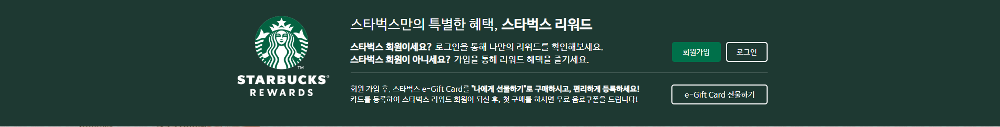 스타벅스만의 특별한 혜택, 스타벅스 리워드
스타벅스 회원이세요? 로그인을 통해 나만의 리워드를 확인해보세요.
스타벅스 회원이 아니세요? 가입을 통해 리워드 혜택을 즐기세요.
회원가입
로그인
TM
STARBUCKS®
REWARDS
회원 가입 후, 스타벅스 e-Gift Card를 "나에게 선물하기"로 구매하시고, 편리하게 등록하세요!
카드를 등록하여 스타벅스 리워드 회원이 되신 후, 첫 구매를 하시면 무료 음료쿠폰을 드립니다!
e-Gift Card 선물하기